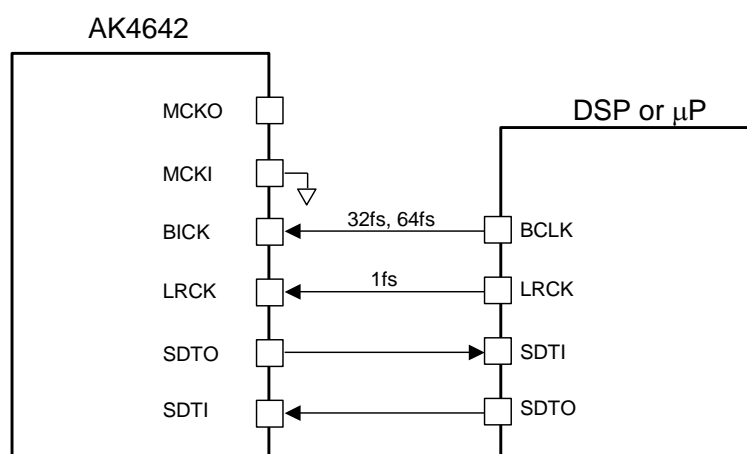 AK4642
DSP or μP
MCKO
MCKI
BICK
32fs, 64fs
BCLK
LRCK
1fs
LRCK
SDTO
SDTI
SDTI
SDTO